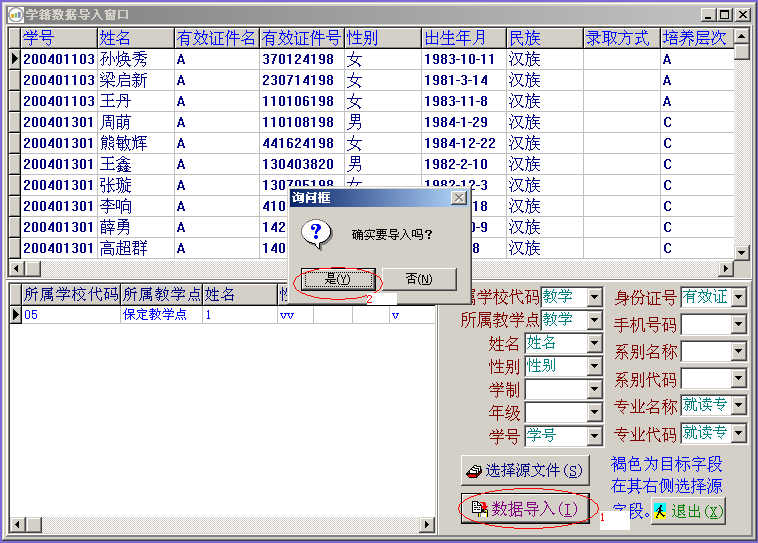 学籍数据导入窗口
学号 姓名 有效证件名 有效证件号 性别 出生年月 民族 录取方式 培养层次
200401103 孙焕秀 A 370124198 女 1983-10-11 汉族 A
200401103 梁启新 A 230714198 女 1981-3-14 汉族 A
200401103 王丹 A 110106198 女 1983-11-8 汉族 A
200401301 周萌 A 110108198 男 1984-1-29 汉族 C
200401301 熊敏辉 A 441624198 女 1984-12-22 汉族 C
200401301 王鑫 A 130403820 男 1982-2-10 汉族 C
200401301 张璇 A 130705198 女 1982-12-3 汉族 C
200401301 李响 A 410 18 汉族 C
200401301 薛勇 A 142 0-9 汉族 C
200401301 高超群 A 140 8 汉族 C
询问框
确实要导入吗?
是(Y) 否(N)
2
所属学校代码 所属教学点 姓名
05 保定教学点 1 vv v
属学校代码 教学 身份证号 有效证
所属教学点 教学 手机号码
姓名 姓名 系别名称
性别 性别 系别代码
学制 专业名称 就读专
年级 专业代码 就读专
学号 学号
选择源文件(S) 褐色为目标字段
在其右侧选择源
字段。
数据导入(I) 1 退出(X)